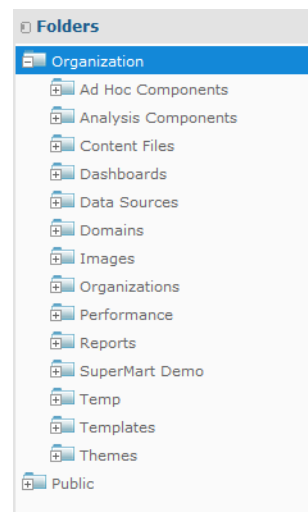 Folders
Organization
Ad Hoc Components
Analysis Components
Content Files
Dashboards
Data Sources
Domains
Images
Organizations
Performance
Reports
SuperMart Demo
Temp
Templates
Themes
Public